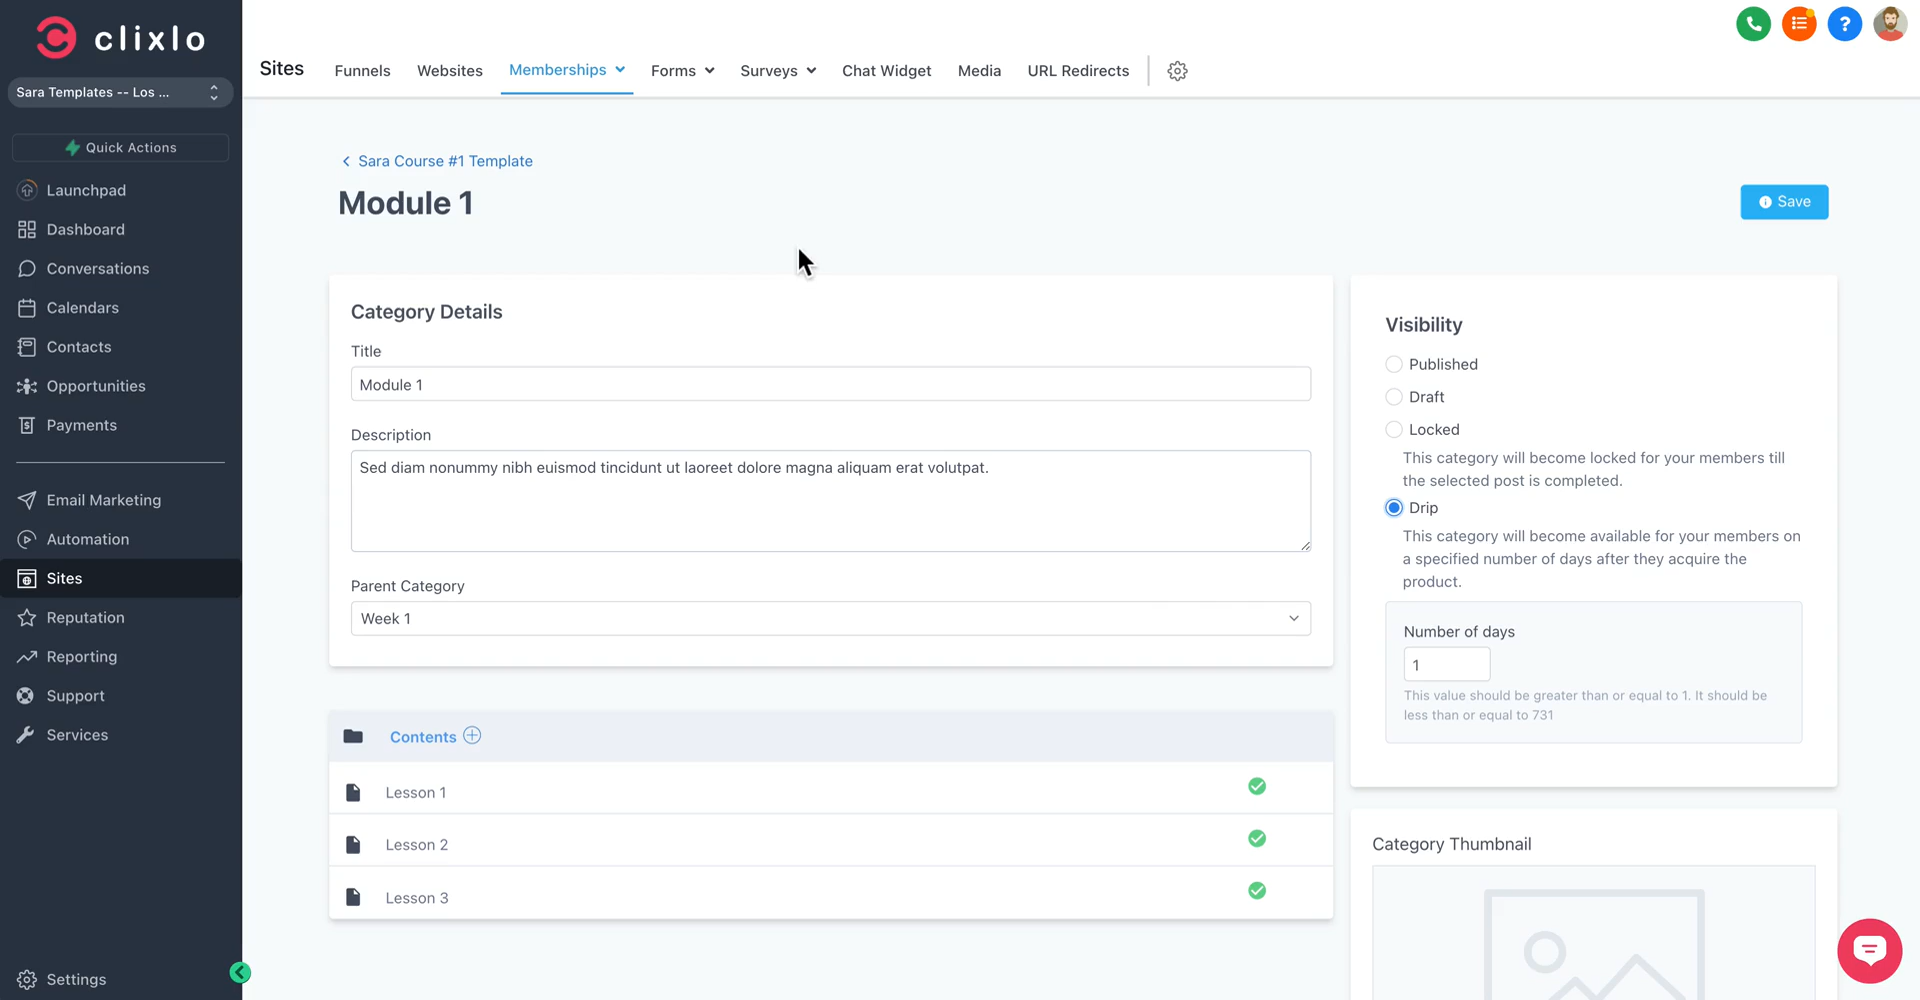 clixlo
Sara Templates -- Los ...
Quick Actions
Launchpad
Dashboard
Conversations
Calendars
Contacts
Opportunities
Payments
Email Marketing
Automation
Sites
Reputation
Reporting
Support
Services
Settings
Sites
Funnels
Websites
Memberships
Forms
Surveys
Chat Widget
Media
URL Redirects
?
Sara Course #1 Template
Module 1
Save
Category Details
Title
Module 1
Description
Sed diam nonummy nibh euismod tincidunt ut laoreet dolore magna aliquam erat volutpat.
Parent Category
Week 1
Contents
Lesson 1
Lesson 2
Lesson 3
Visibility
Published
Draft
Locked
This category will become locked for your members till
the selected post is completed.
Drip
This category will become available for your members on
a specified number of days after they acquire the
product.
Number of days
1
This value should be greater than or equal to 1. It should be
less than or equal to 731
Category Thumbnail